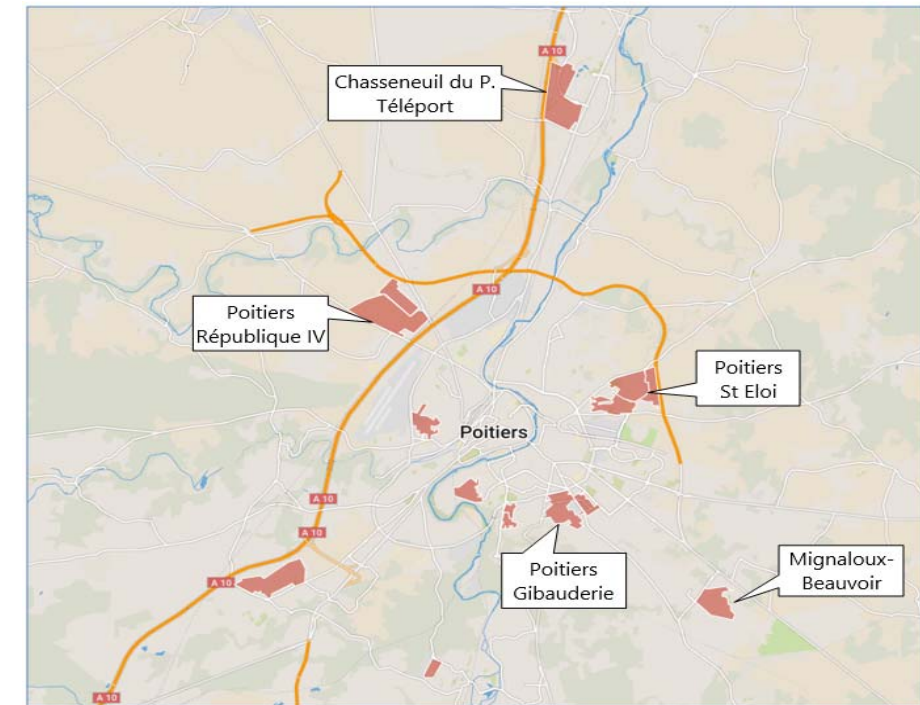 A 10
Chasseneuil du P.
Téléport
A 10
Poitiers
République IV
Poitiers
St Eloi
Poitiers
A 10
A 10
A 10
Poitiers
Gibauderie
Mignaloux-
Beauvoir
A 10